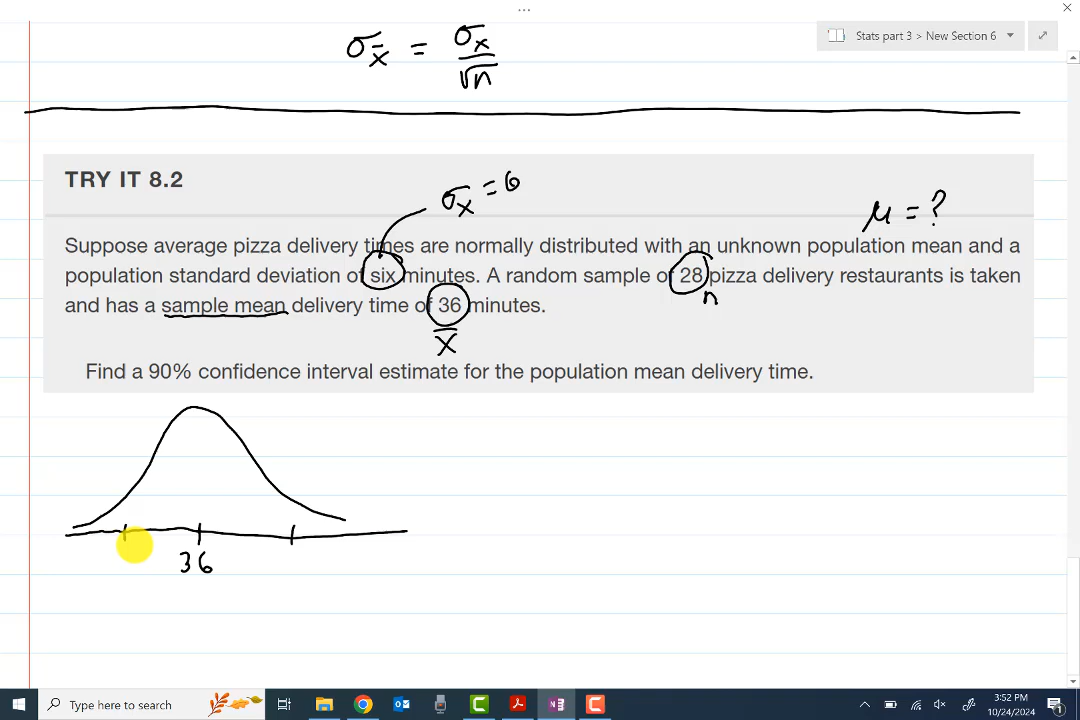 ...
Stats part 3 > New Section 6
σx̄ = σx/√n
TRY IT 8.2
σx = 6
μ = ?
Suppose average pizza delivery times are normally distributed with an unknown population mean and a
population standard deviation of six minutes. A random sample of 28 pizza delivery restaurants is taken
n
and has a sample mean delivery time of 36 minutes.
x̄
Find a 90% confidence interval estimate for the population mean delivery time.
36
Type here to search
3:52 PM
10/24/2024
1